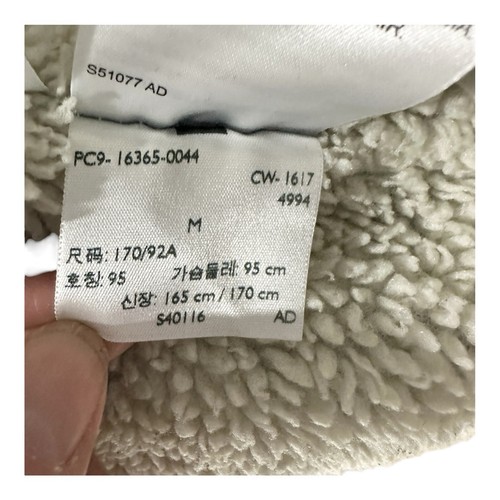 S51077 AD
PC9- 16365-0044
CW- 1617
4994
M
尺码: 170/92A
호칭: 95 가슴둘레: 95 cm
신장: 165 cm / 170 cm
S40116 AD